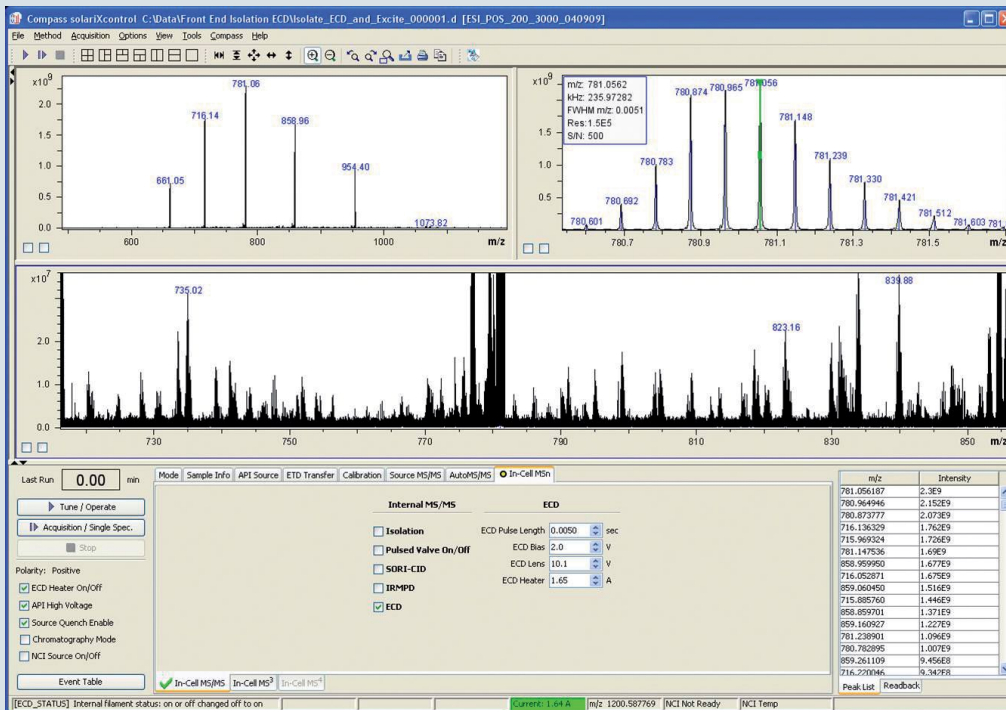 Compass solariXcontrol C:\Data\Front End Isolation ECD\Isolate_ECD_and_Excite_000001.d [ESI_POS_200_3000_040909]
File Method Acquisition Options View Tools Compass Help
x10⁹
2.0
1.5
1.0
0.5
661.05
716.14
781.06
858.96
954.40
1073.82
600 800 1000 m/z
x10⁹
1.5
1.0
0.5
m/z: 781.0562
kHz: 235.97282
FWHM m/z: 0.0051
Res: 1.5E5
S/N: 500
780.601
780.692
780.783
780.874
780.965
781.056
781.148
781.239
781.330
781.421
781.512
781.603
781.
780.7 780.9 781.1 781.3 781.5 m/z
x10⁷
2.0
1.0
0.0
735.02
823.16
839.88
730 750 770 790 810 830 850 m/z
Last Run 0.00 min
Tune / Operate
Acquisition / Single Spec.
Stop
Polarity: Positive
ECD Heater On/Off
API High Voltage
Source Quench Enable
Chromatography Mode
NCI Source On/Off
Event Table
Mode Sample Info API Source ETD Transfer Calibration Source MS/MS AutoMS/MS In-Cell MSn
Internal MS/MS
Isolation
Pulsed Valve On/Off
SORI-CID
IRMPD
ECD
ECD
ECD Pulse Length 0.0050 sec
ECD Bias 2.0 V
ECD Lens 10.1 V
ECD Heater 1.65 A
In-Cell MS/MS In-Cell MS³ In-Cell MS⁴
m/z Intensity
781.056187 2.3E9
780.964946 2.152E9
780.873777 2.073E9
716.136329 1.762E9
715.969324 1.726E9
781.147536 1.69E9
858.959950 1.677E9
716.052871 1.675E9
859.060450 1.516E9
715.885760 1.446E9
858.859701 1.371E9
859.160927 1.227E9
781.238901 1.096E9
780.782895 1.007E9
859.261109 9.456E8
716.220046 9.342E8
Peak List Readback
[ECD_STATUS] Internal filament status: on or off changed off to on Current: 1.64 A m/z 1200.587769 NCI Not Ready NCI Temp